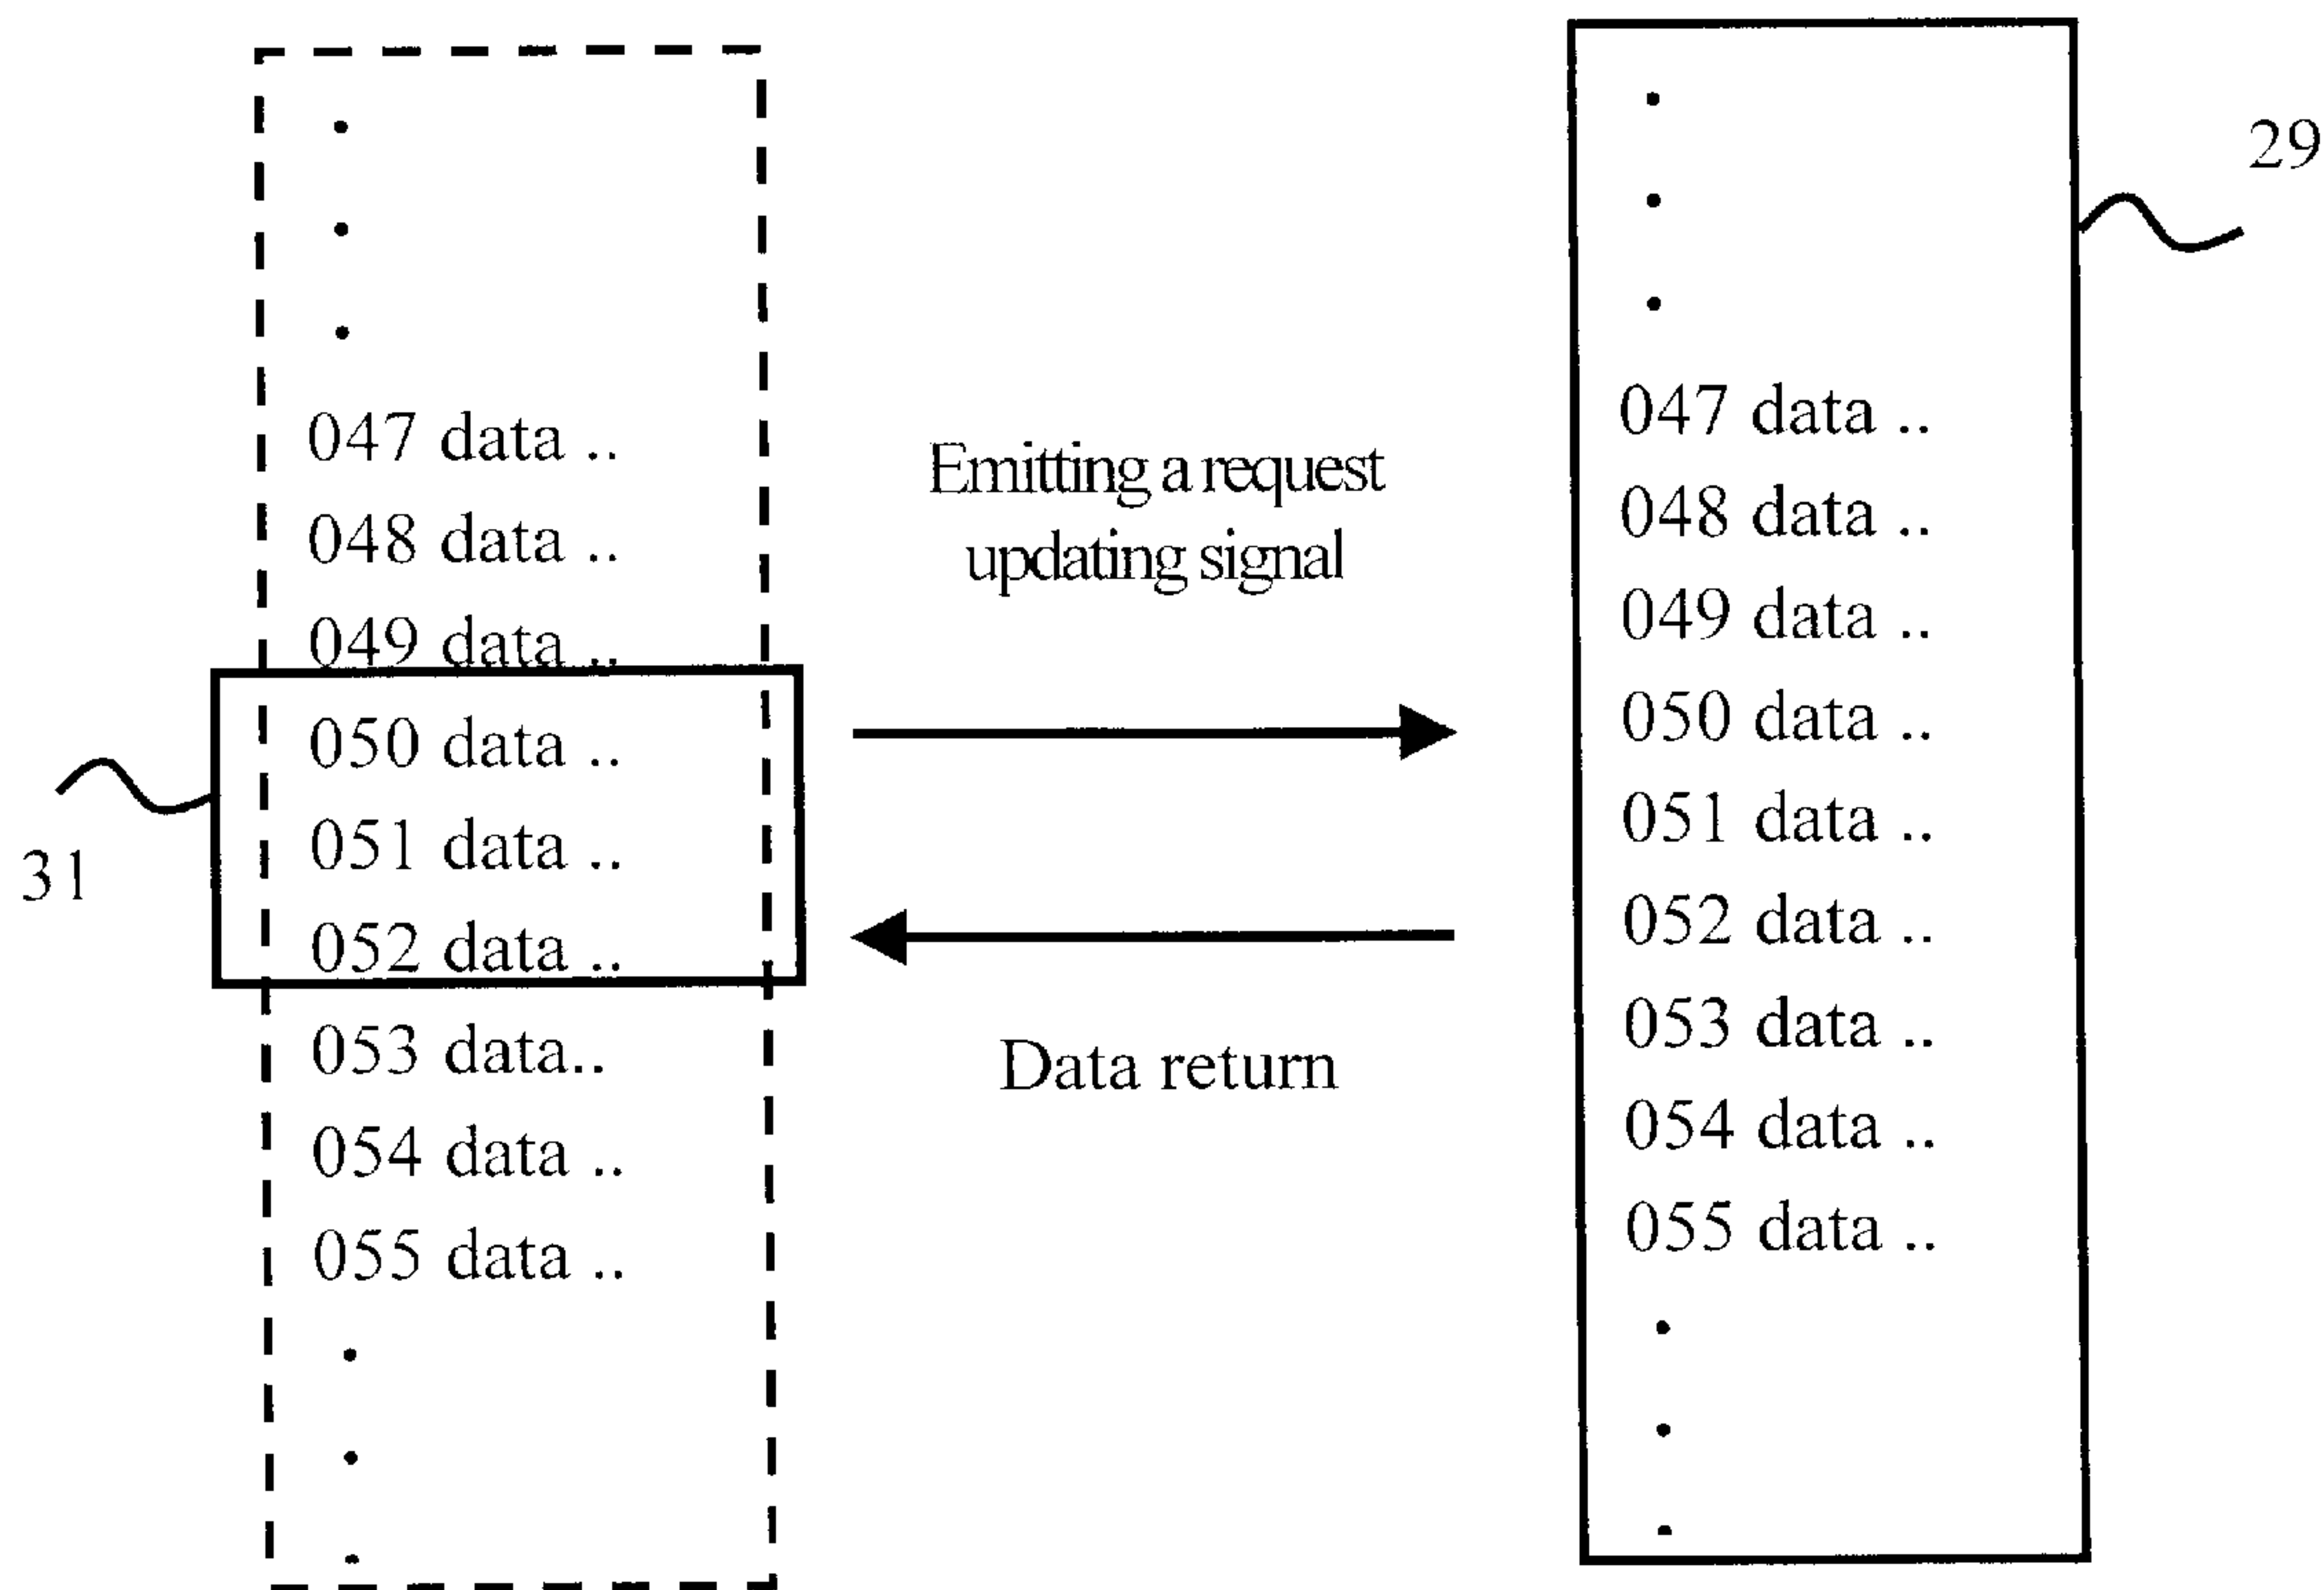 047 data ..
048 data ..
049 data ..
050 data ..
051 data ..
052 data ..
053 data..
054 data ..
055 data ..
31
Emitting a request
updating signal
Data return
047 data ..
048 data ..
049 data ..
050 data ..
051 data ..
052 data ..
053 data ..
054 data ..
055 data ..
29